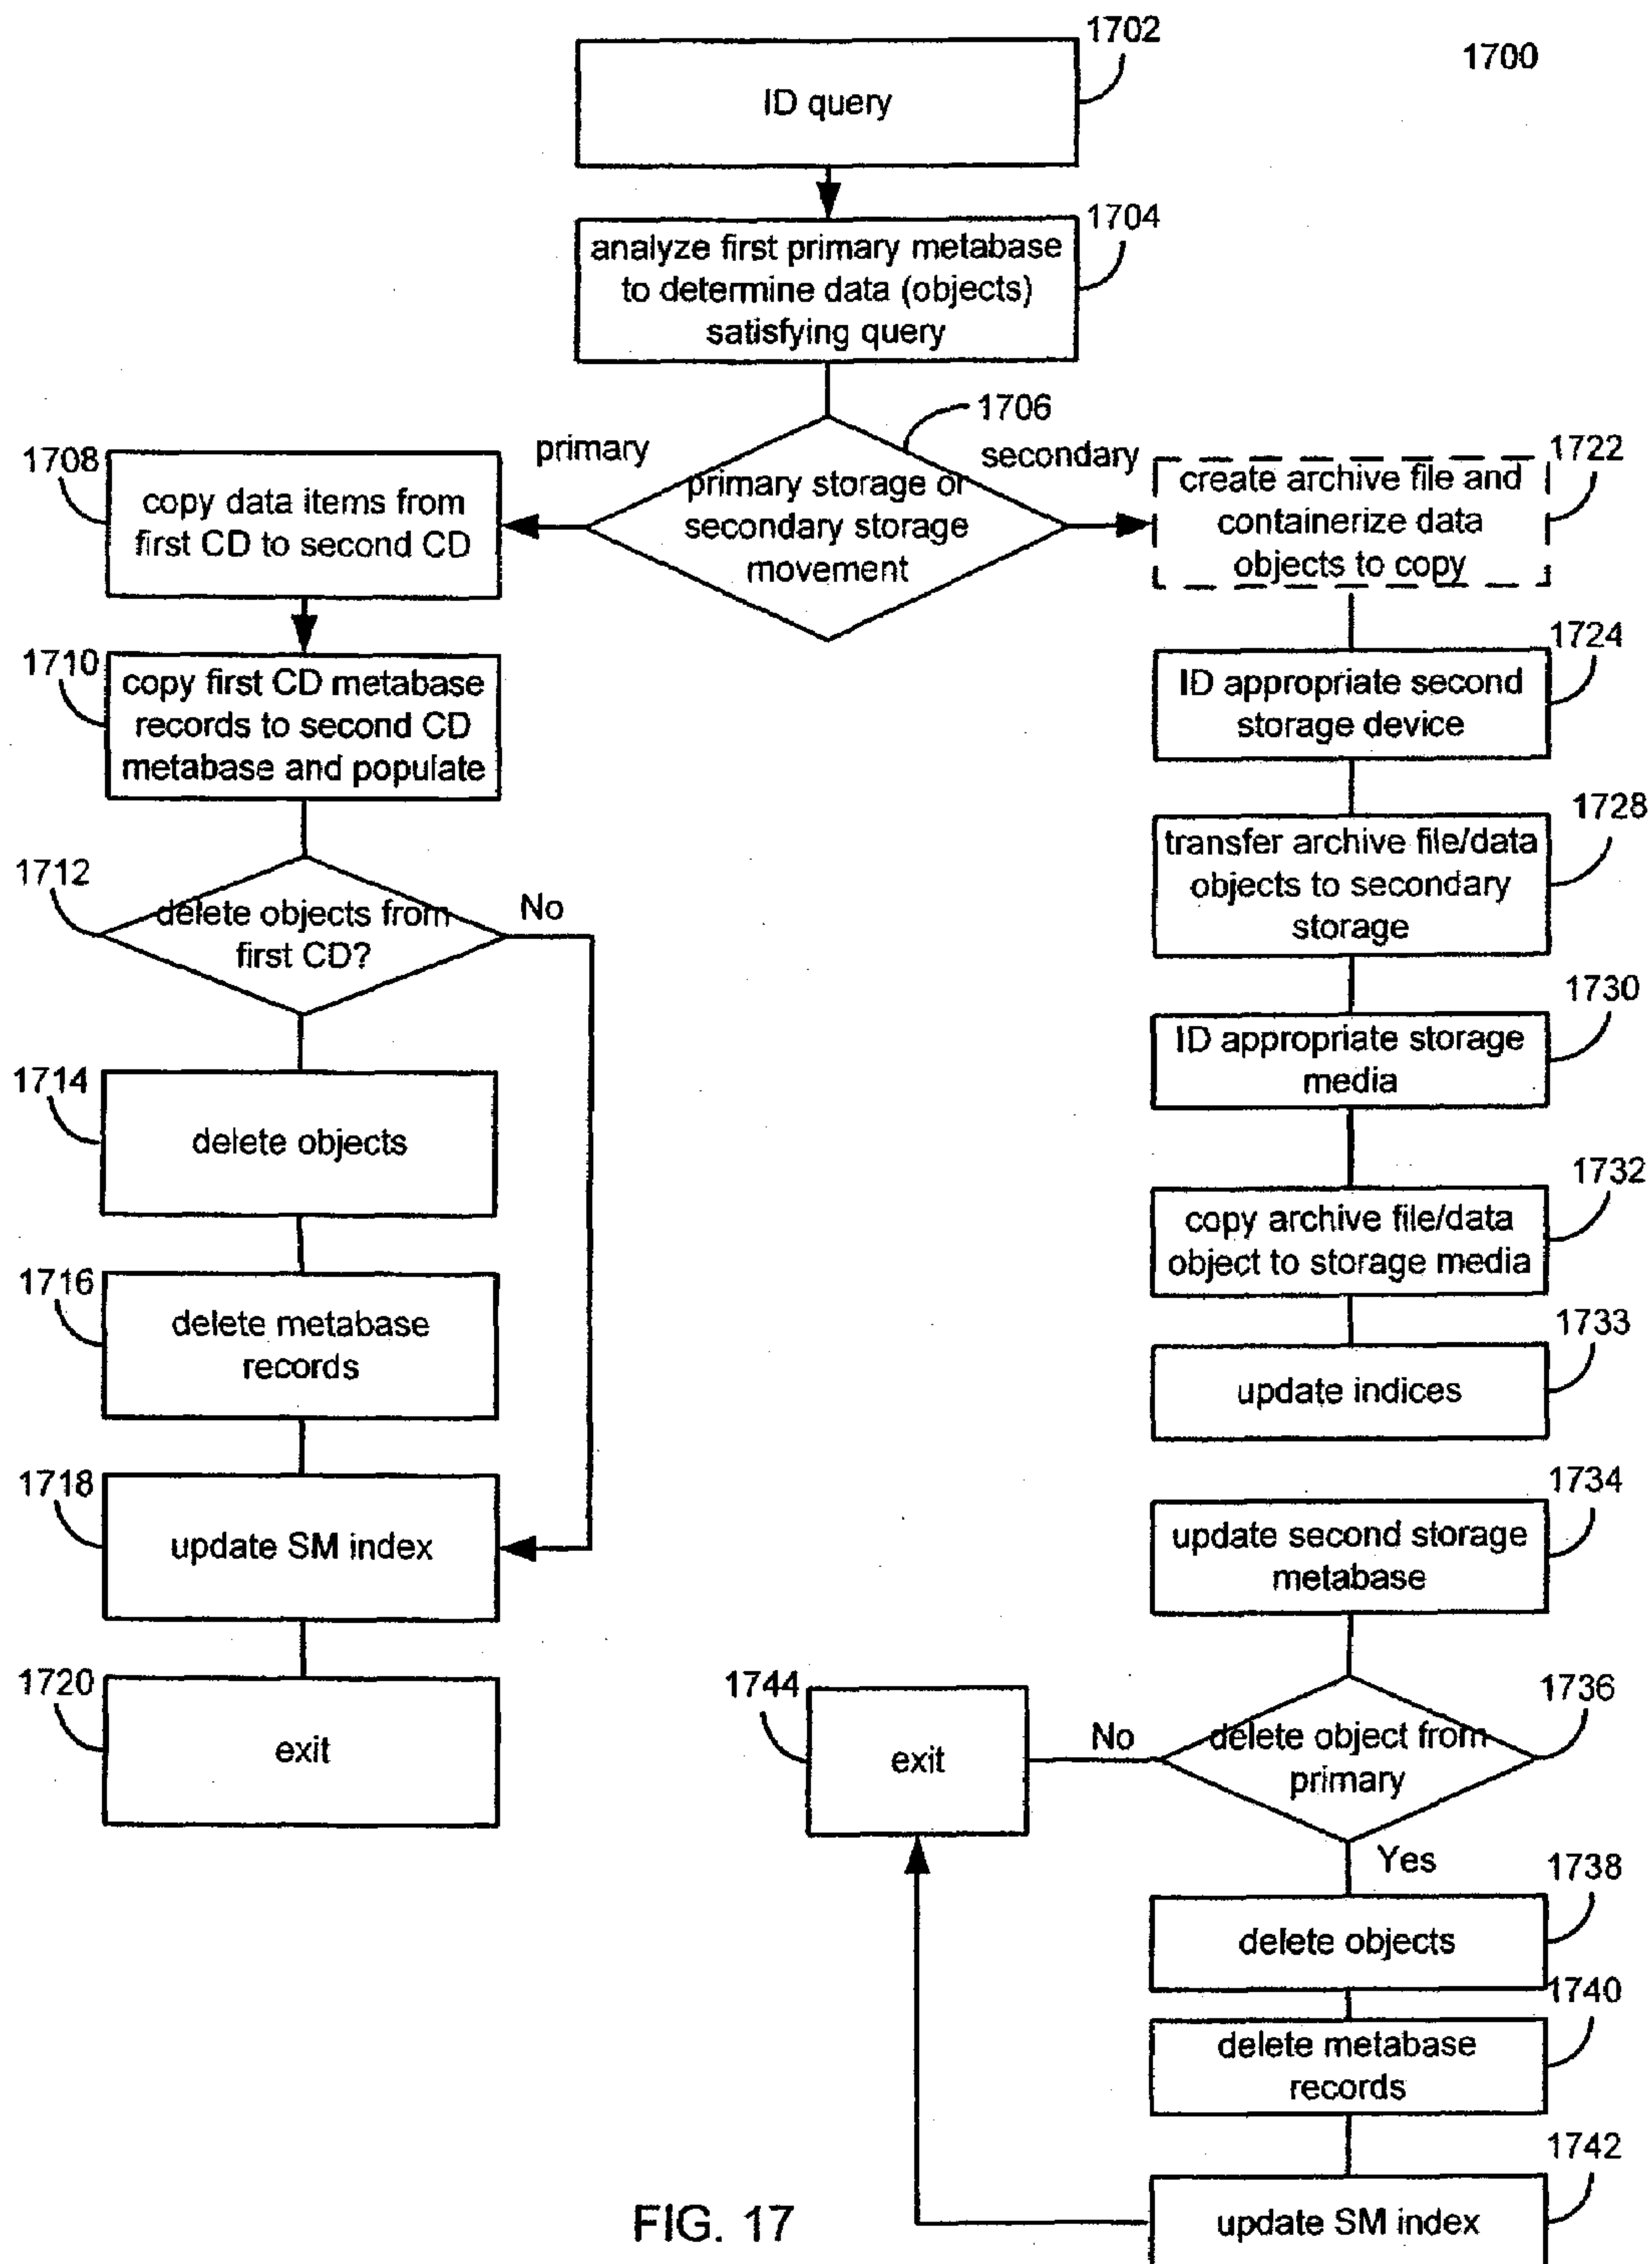 1700
1702
ID query
1704
analyze first primary metabase
to determine data (objects)
satisfying query
1706
primary
secondary
primary storage or
secondary storage
movement
1708
copy data items from
first CD to second CD
1710
copy first CD metabase
records to second CD
metabase and populate
1712
delete objects from
first CD?
No
1714
delete objects
1716
delete metabase
records
1718
update SM index
1720
exit
1722
create archive file and
containerize data
objects to copy
1724
ID appropriate second
storage device
1728
transfer archive file/data
objects to secondary
storage
1730
ID appropriate storage
media
1732
copy archive file/data
object to storage media
1733
update indices
1734
update second storage
metabase
1736
delete object from
primary
No
1744
exit
Yes
1738
delete objects
1740
delete metabase
records
1742
update SM index
FIG. 17